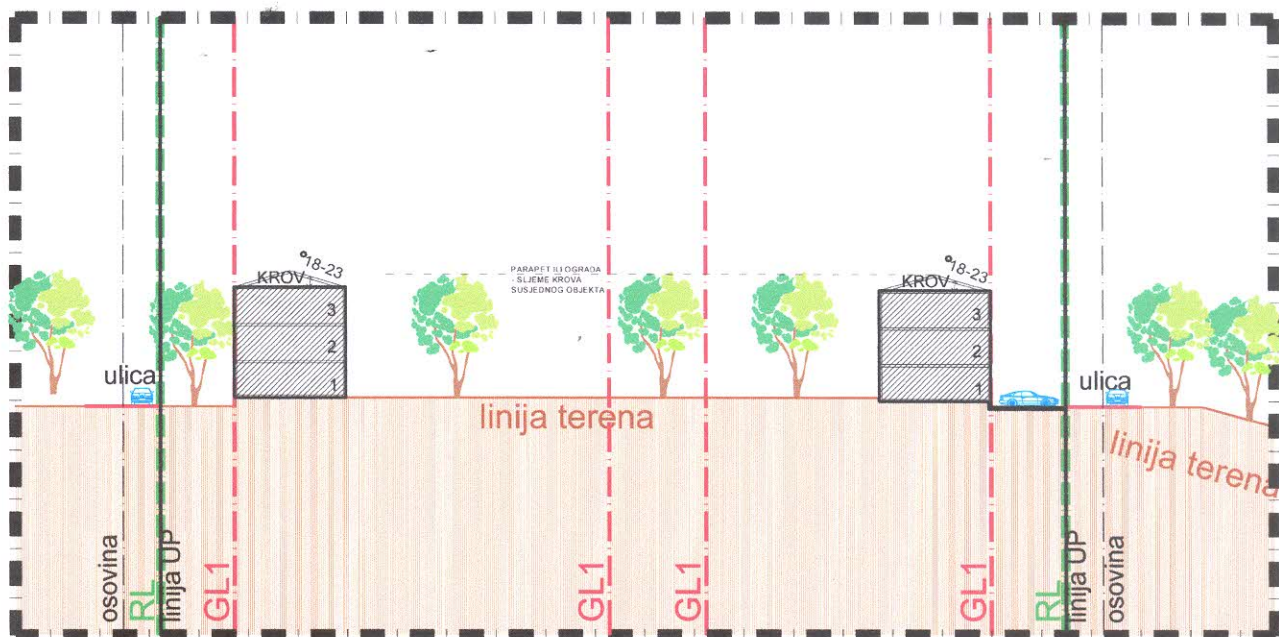 18-23
KROV
3
2
1
PARAPET ILI OGRADA
- SLJEME KROVA
SUSJEDNOG OBJEKTA
18-23
KROV
3
2
1
ulica
ulica
linija terena
linija terena
osovina
RL
linija UP
GL1
GL1
GL1
GL1
RL
linija UP
osovina